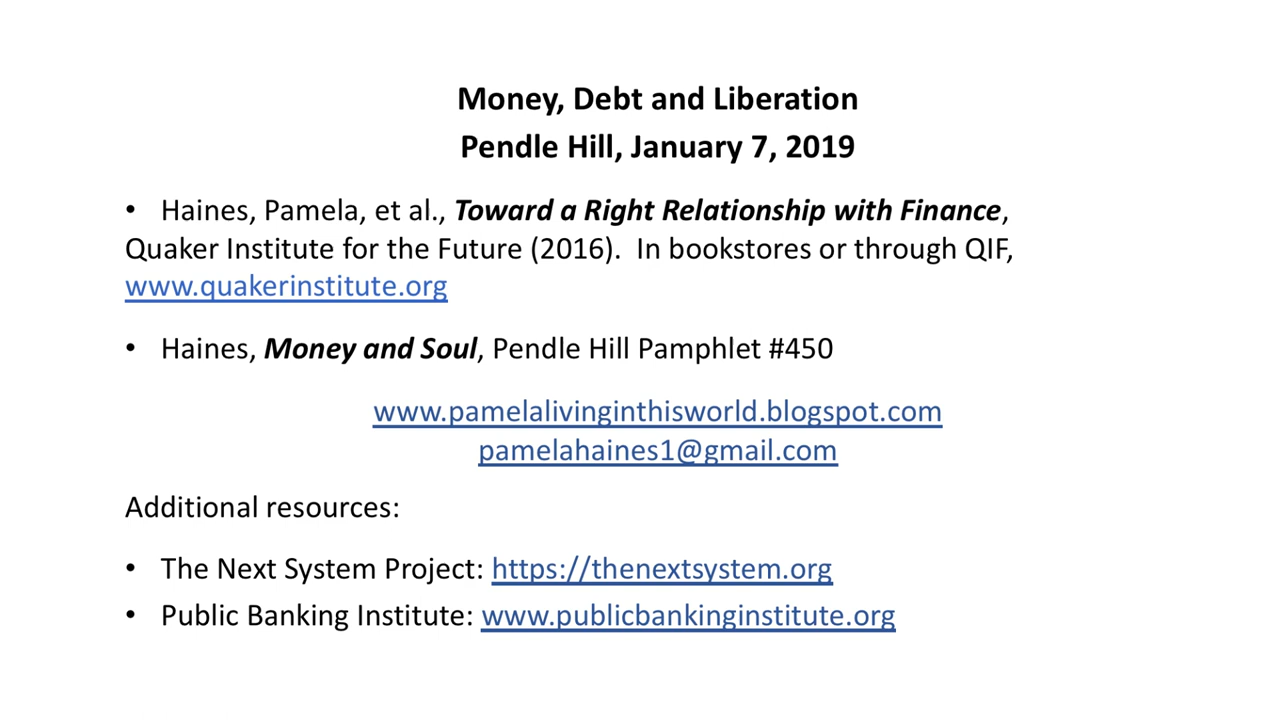 Money, Debt and Liberation
Pendle Hill, January 7, 2019
• Haines, Pamela, et al., Toward a Right Relationship with Finance,
Quaker Institute for the Future (2016).  In bookstores or through QIF,
www.quakerinstitute.org
• Haines, Money and Soul, Pendle Hill Pamphlet #450
www.pamelalivinginthisworld.blogspot.com
pamelahaines1@gmail.com
Additional resources:
• The Next System Project: https://thenextsystem.org
• Public Banking Institute: www.publicbankinginstitute.org